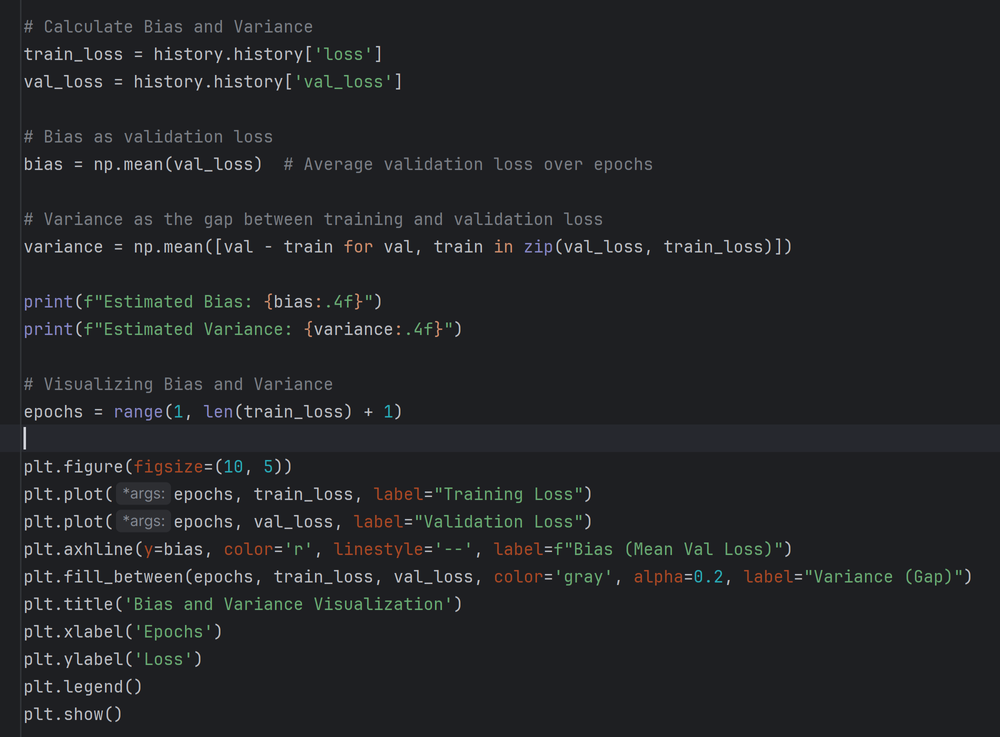 # Calculate Bias and Variance
train_loss = history.history['loss']
val_loss = history.history['val_loss']
# Bias as validation loss
bias = np.mean(val_loss)  # Average validation loss over epochs
# Variance as the gap between training and validation loss
variance = np.mean([val - train for val, train in zip(val_loss, train_loss)])
print(f"Estimated Bias: {bias:.4f}")
print(f"Estimated Variance: {variance:.4f}")
# Visualizing Bias and Variance
epochs = range(1, len(train_loss) + 1)
plt.figure(figsize=(10, 5))
plt.plot( *args: epochs, train_loss, label="Training Loss")
plt.plot( *args: epochs, val_loss, label="Validation Loss")
plt.axhline(y=bias, color='r', linestyle='--', label=f"Bias (Mean Val Loss)")
plt.fill_between(epochs, train_loss, val_loss, color='gray', alpha=0.2, label="Variance (Gap)")
plt.title('Bias and Variance Visualization')
plt.xlabel('Epochs')
plt.ylabel('Loss')
plt.legend()
plt.show()